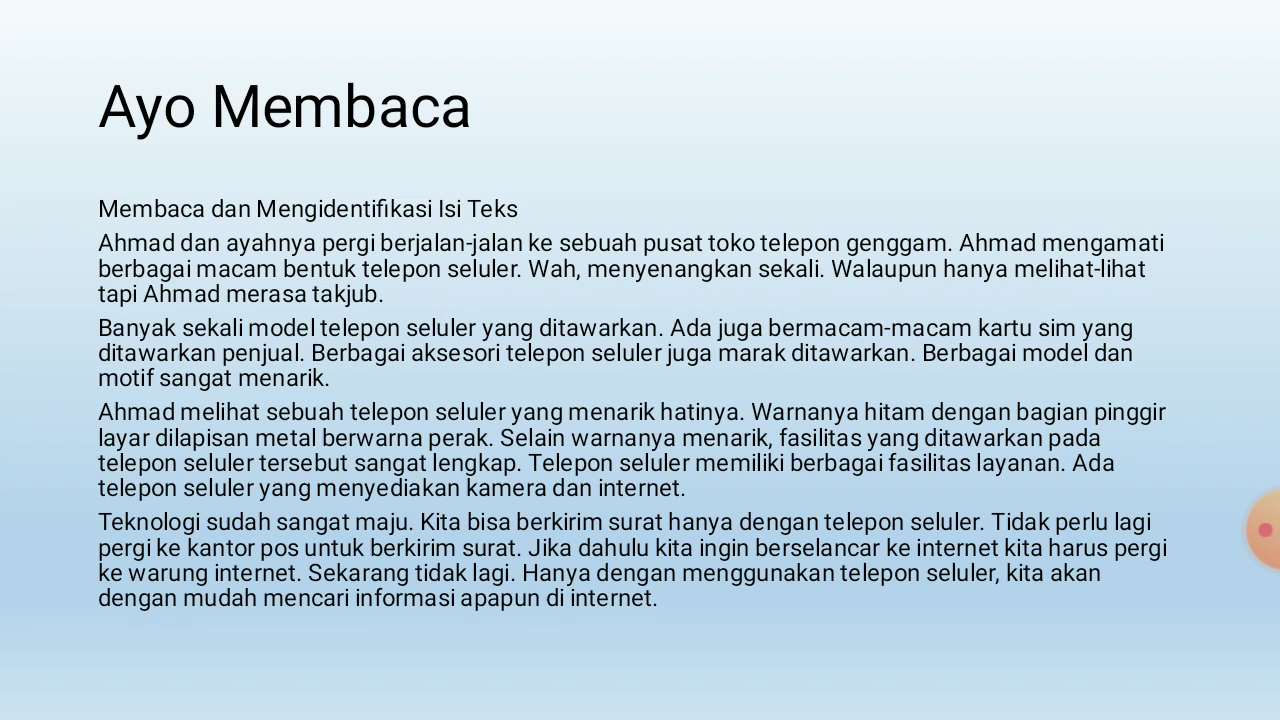 Ayo Membaca
Membaca dan Mengidentifikasi Isi Teks
Ahmad dan ayahnya pergi berjalan-jalan ke sebuah pusat toko telepon genggam. Ahmad mengamati
berbagai macam bentuk telepon seluler. Wah, menyenangkan sekali. Walaupun hanya melihat-lihat
tapi Ahmad merasa takjub.
Banyak sekali model telepon seluler yang ditawarkan. Ada juga bermacam-macam kartu sim yang
ditawarkan penjual. Berbagai aksesori telepon seluler juga marak ditawarkan. Berbagai model dan
motif sangat menarik.
Ahmad melihat sebuah telepon seluler yang menarik hatinya. Warnanya hitam dengan bagian pinggir
layar dilapisan metal berwarna perak. Selain warnanya menarik, fasilitas yang ditawarkan pada
telepon seluler tersebut sangat lengkap. Telepon seluler memiliki berbagai fasilitas layanan. Ada
telepon seluler yang menyediakan kamera dan internet.
Teknologi sudah sangat maju. Kita bisa berkirim surat hanya dengan telepon seluler. Tidak perlu lagi
pergi ke kantor pos untuk berkirim surat. Jika dahulu kita ingin berselancar ke internet kita harus pergi
ke warung internet. Sekarang tidak lagi. Hanya dengan menggunakan telepon seluler, kita akan
dengan mudah mencari informasi apapun di internet.